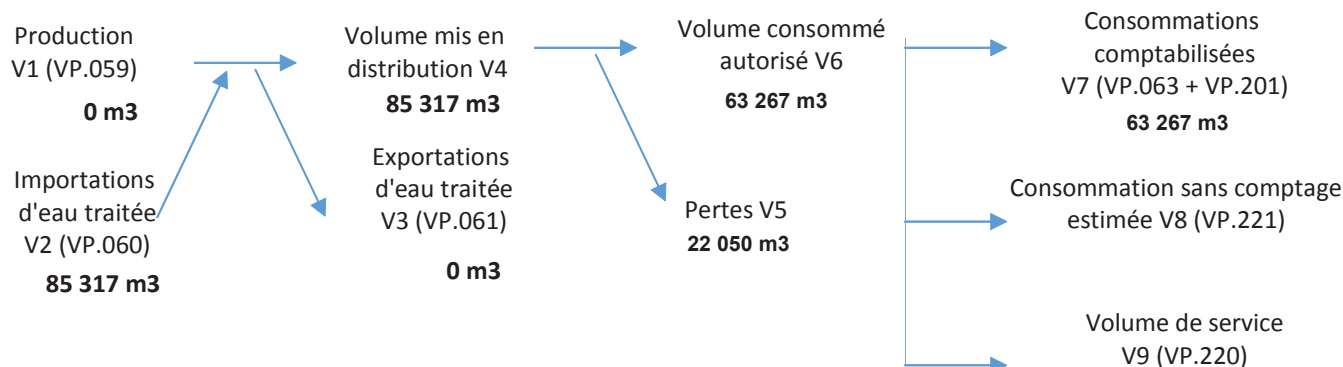 Production
V1 (VP.059)
0 m3
Importations
d'eau traitée
V2 (VP.060)
85 317 m3
Volume mis en
distribution V4
85 317 m3
Exportations
d'eau traitée
V3 (VP.061)
0 m3
Volume consommé
autorisé V6
63 267 m3
Pertes V5
22 050 m3
Consommations
comptabilisées
V7 (VP.063 + VP.201)
63 267 m3
Consommation sans comptage
estimée V8 (VP.221)
Volume de service
V9 (VP.220)